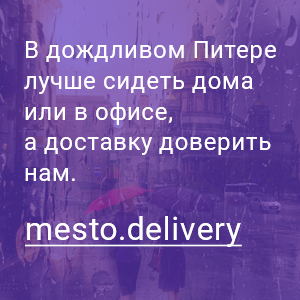 В дождливом Питере
лучше сидеть дома
или в офисе,
а доставку доверить
нам.
mesto.delivery